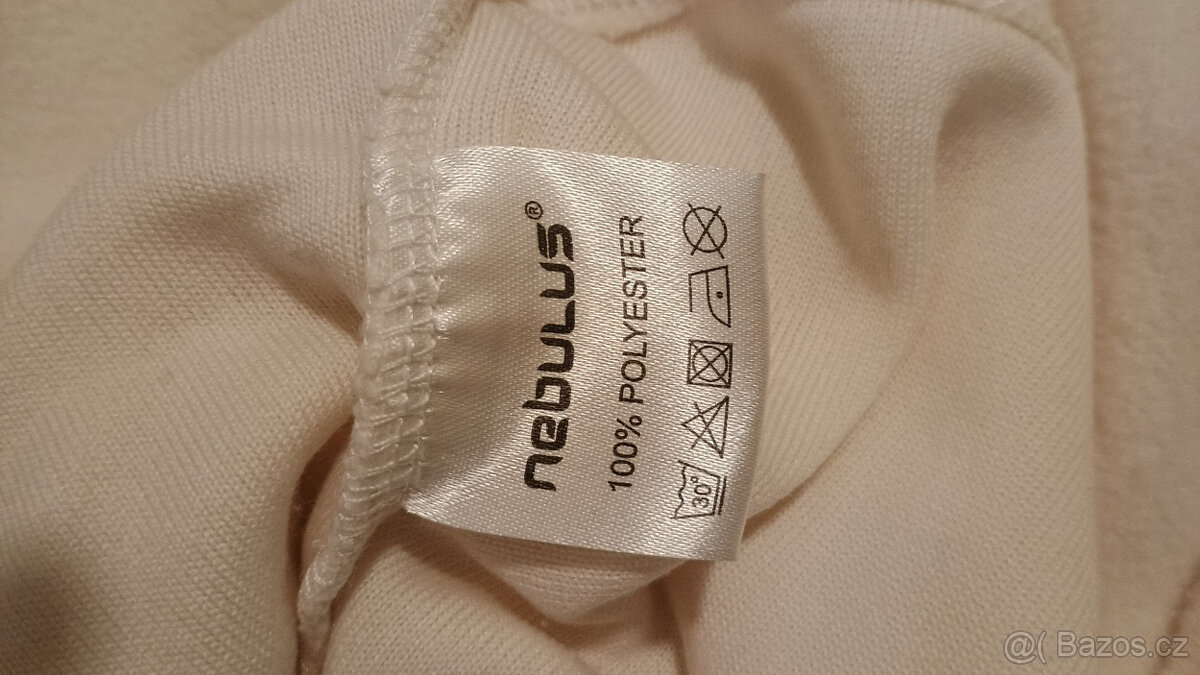 nebulus®
100% POLYESTER
30°
@( Bazos.cz